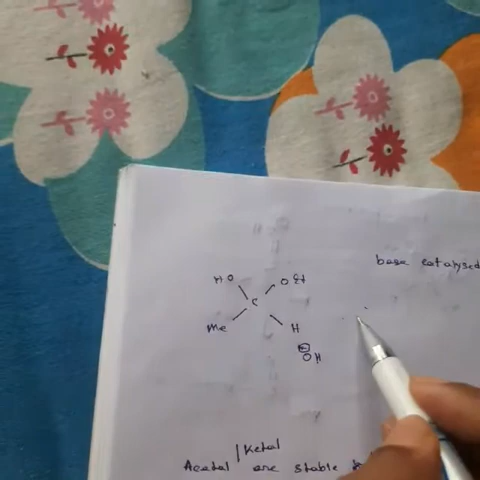 base catalysed
HO OEt
C
Me H
⊖
OH
/Ketal
Acetal are stable